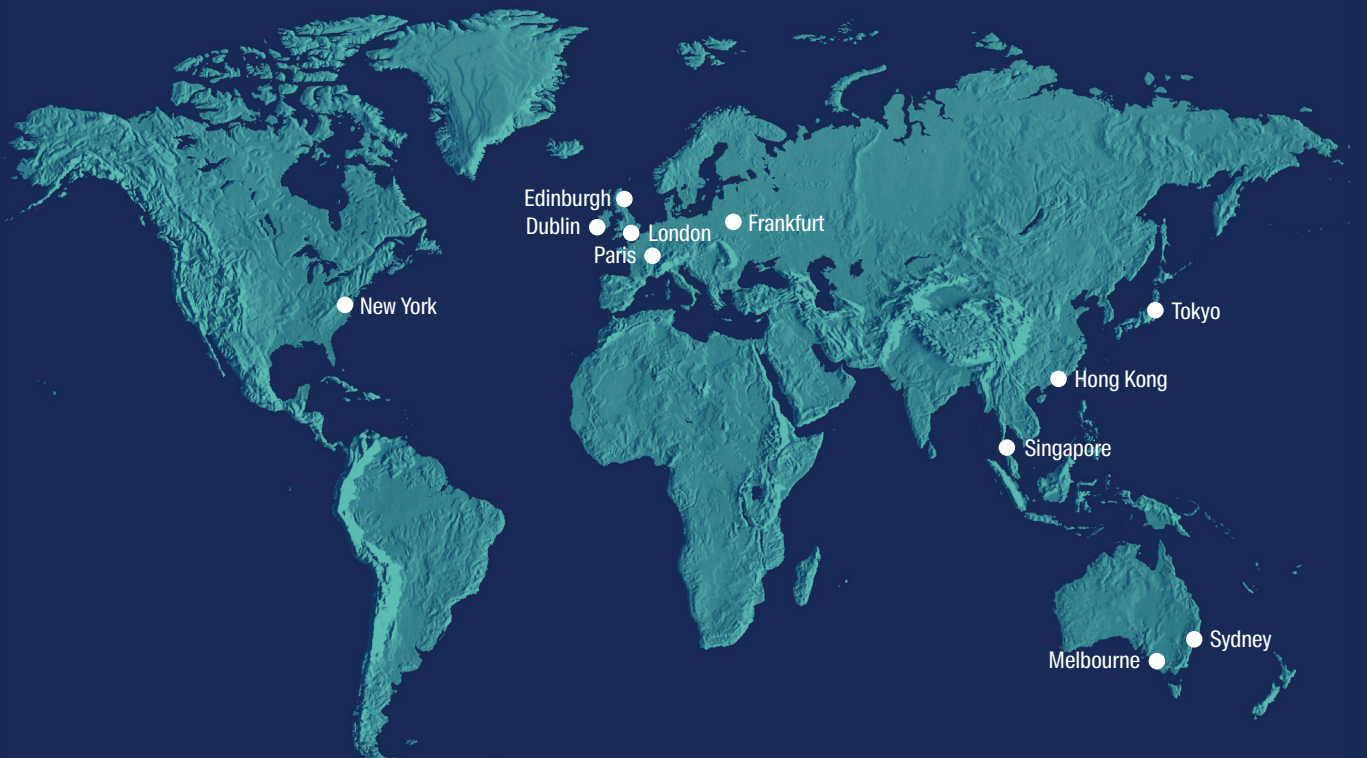 Edinburgh
Dublin
London
Frankfurt
Paris
New York
Tokyo
Hong Kong
Singapore
Sydney
Melbourne